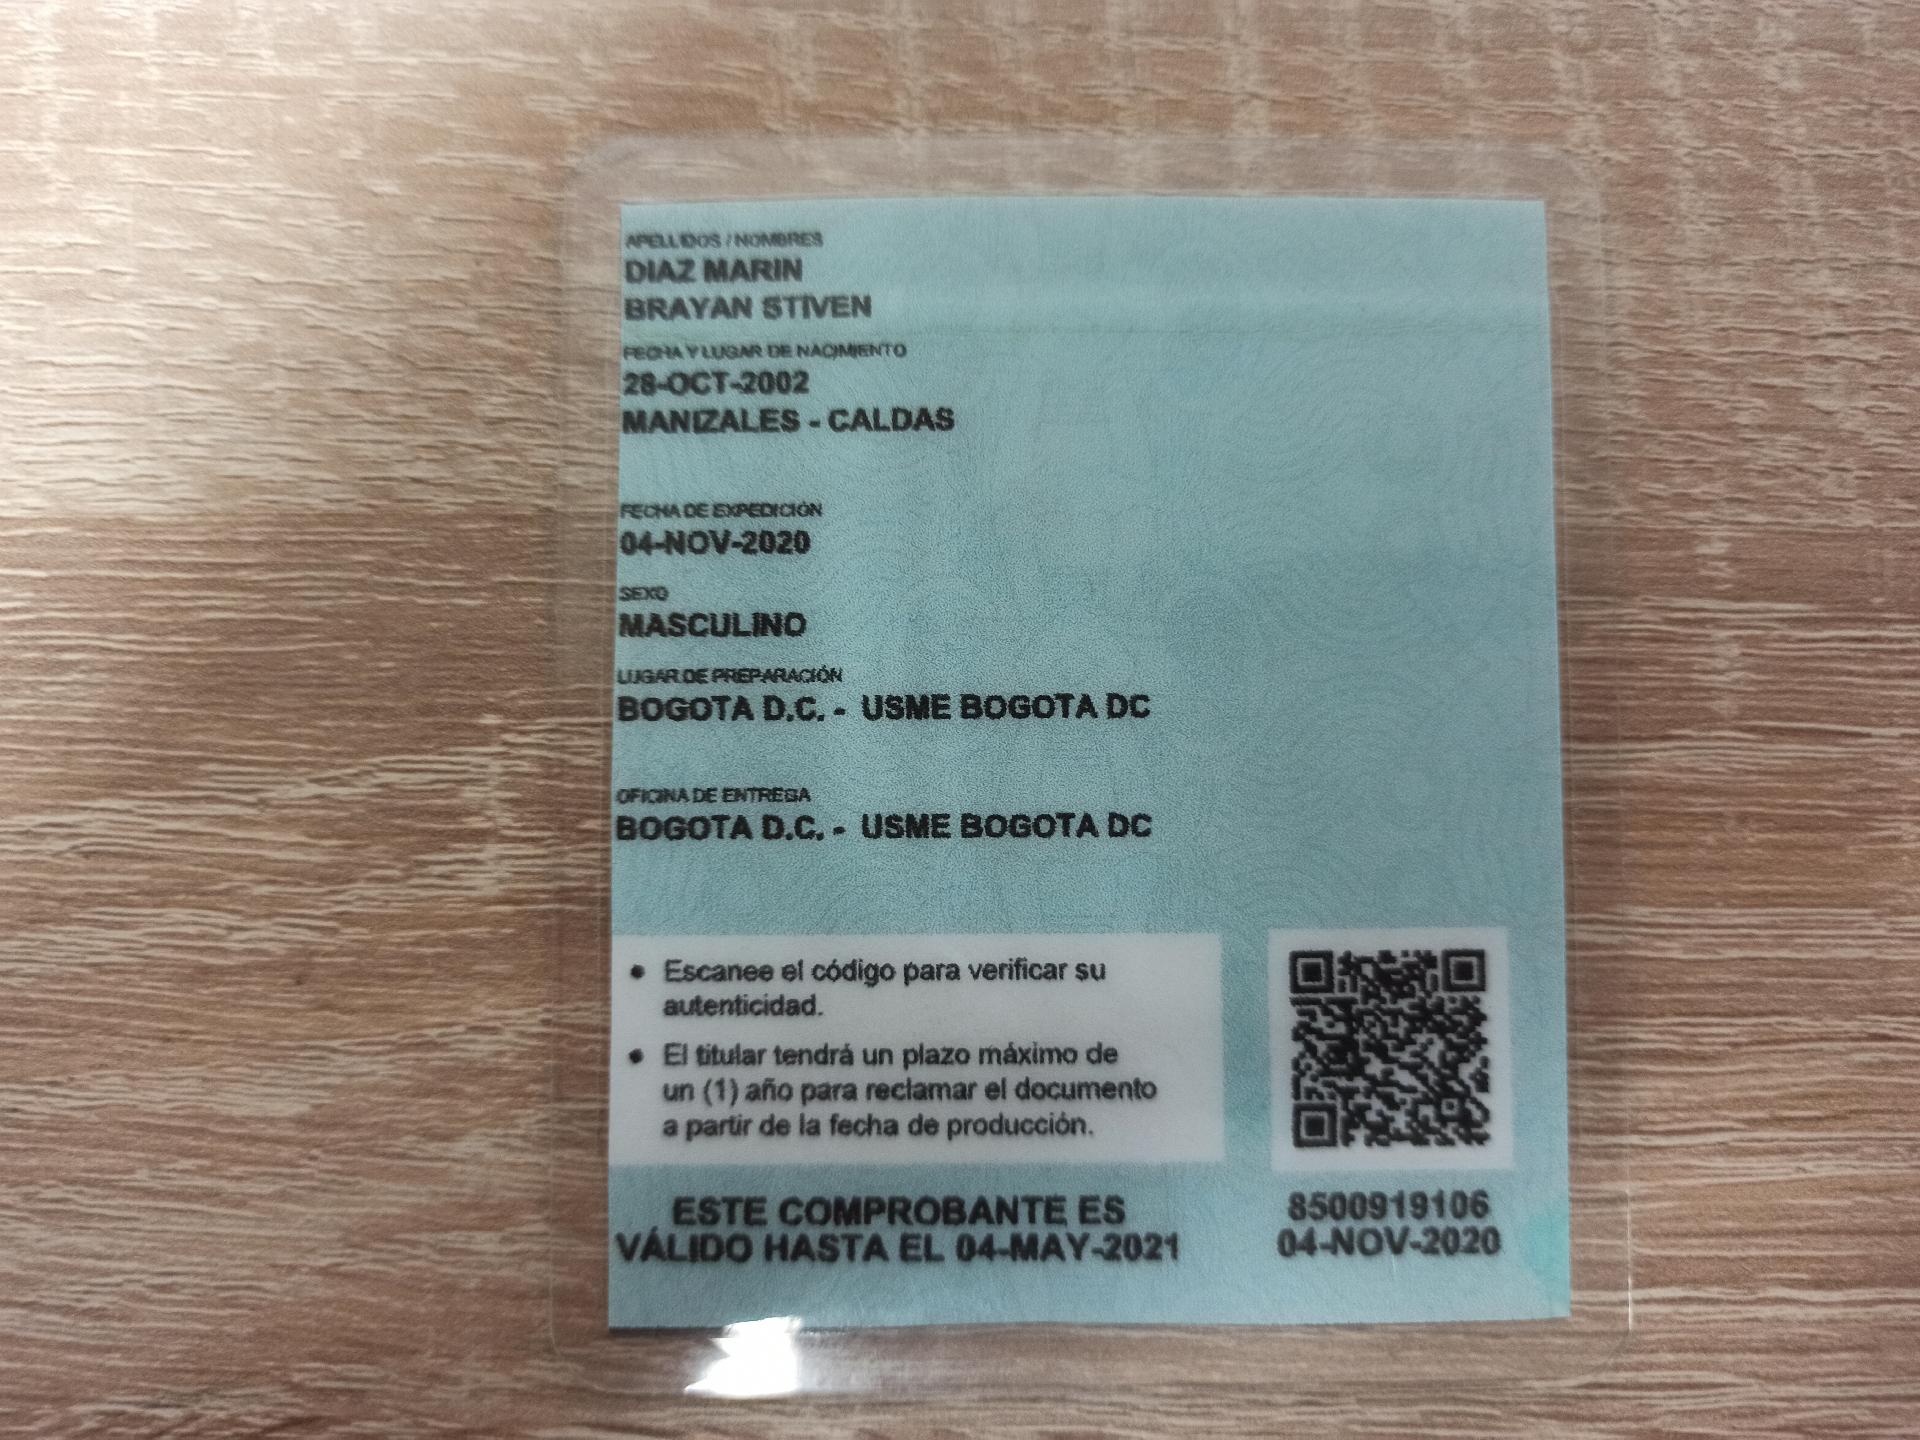 APELLIDOS / NOMBRES
DIAZ MARIN
BRAYAN STIVEN
FECHA Y LUGAR DE NACIMIENTO
28-OCT-2002
MANIZALES - CALDAS
FECHA DE EXPEDICIÓN
04-NOV-2020
SEXO
MASCULINO
LUGAR DE PREPARACIÓN
BOGOTA D.C. - USME BOGOTA DC
OFICINA DE ENTREGA
BOGOTA D.C. - USME BOGOTA DC
• Escanee el código para verificar su
autenticidad.
• El titular tendrá un plazo máximo de
un (1) año para reclamar el documento
a partir de la fecha de producción.
ESTE COMPROBANTE ES
VÁLIDO HASTA EL 04-MAY-2021
8500919106
04-NOV-2020